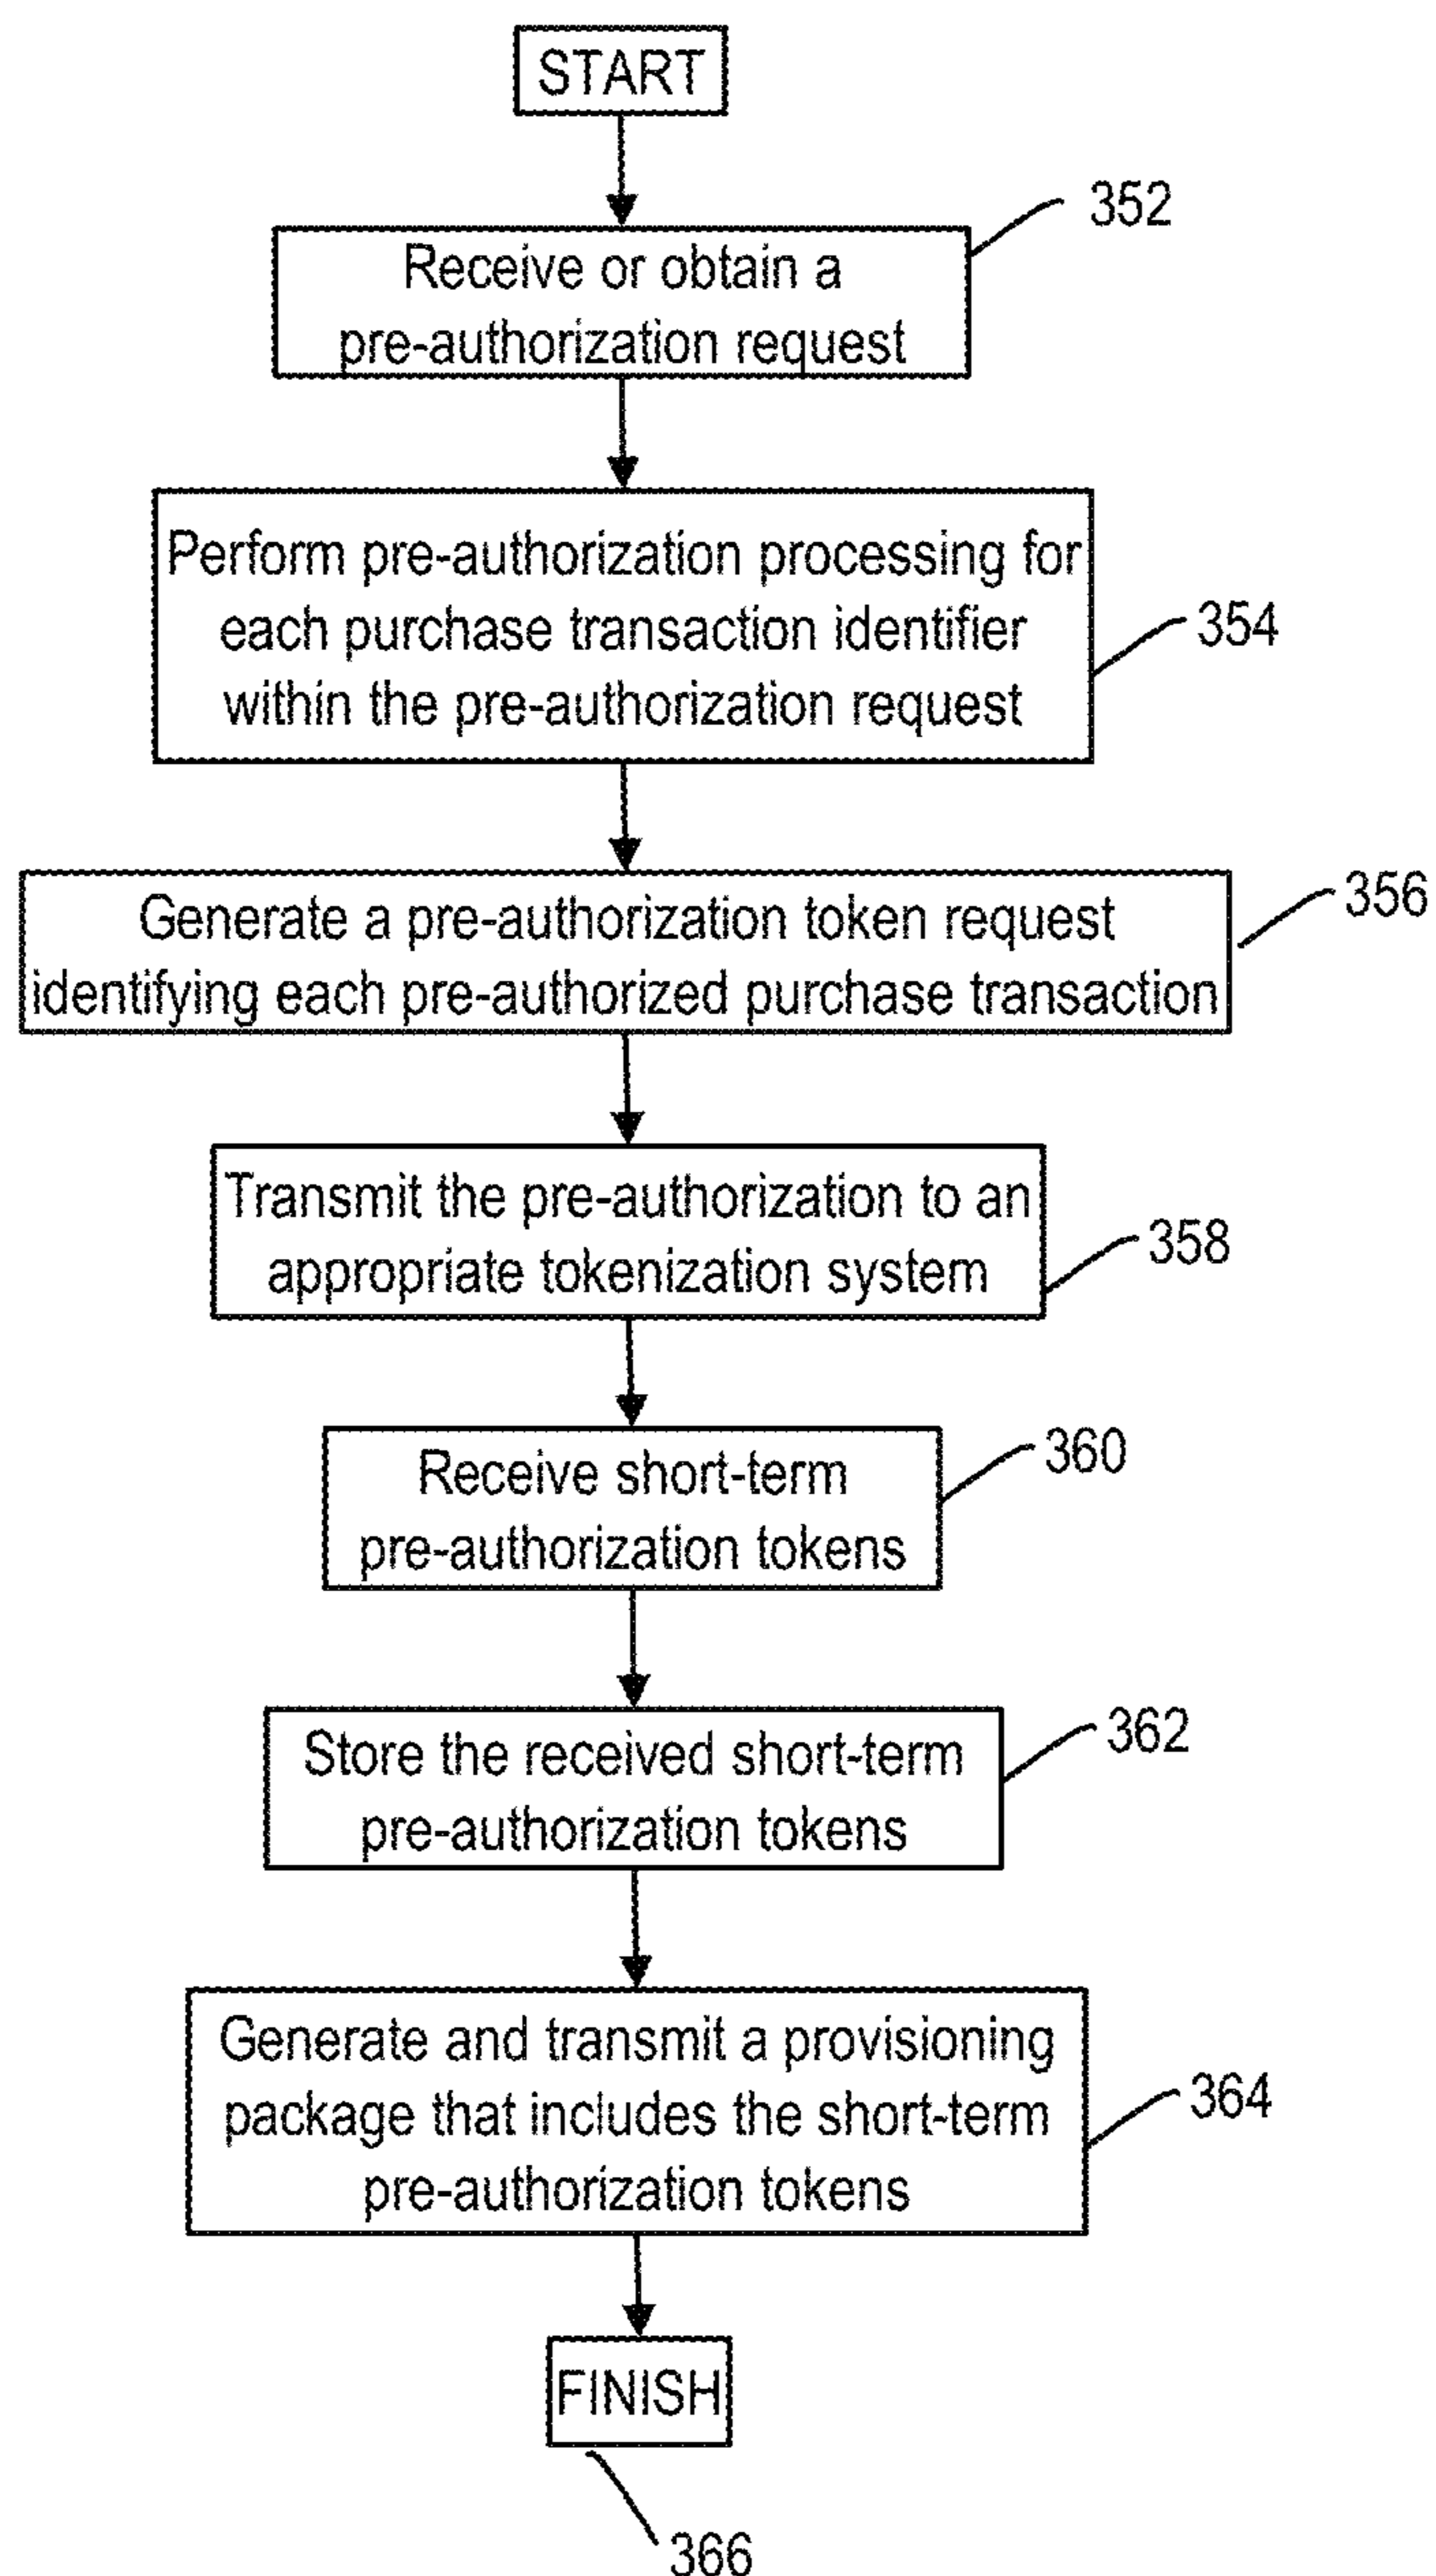 START
352
Receive or obtain a
pre-authorization request
Perform pre-authorization processing for
each purchase transaction identifier
within the pre-authorization request
354
Generate a pre-authorization token request
identifying each pre-authorized purchase transaction
356
Transmit the pre-authorization to an
appropriate tokenization system
358
Receive short-term
pre-authorization tokens
360
Store the received short-term
pre-authorization tokens
362
Generate and transmit a provisioning
package that includes the short-term
pre-authorization tokens
364
FINISH
366